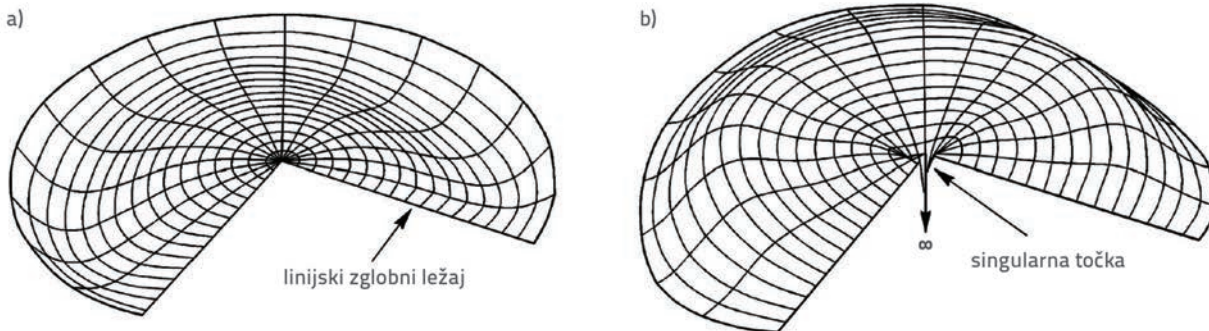 a)
linijski zglobni ležaj
b)
∞
singularna točka